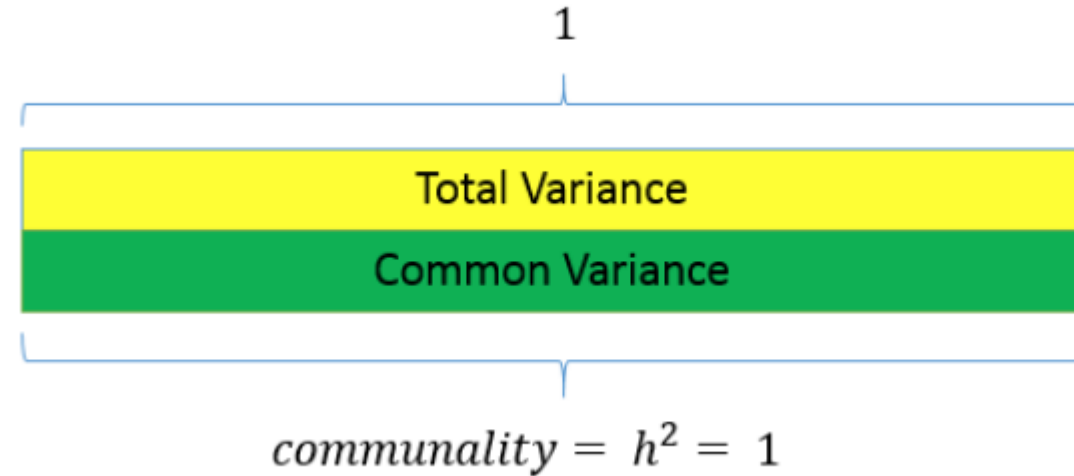 1
Total Variance
Common Variance
communality = h² = 1